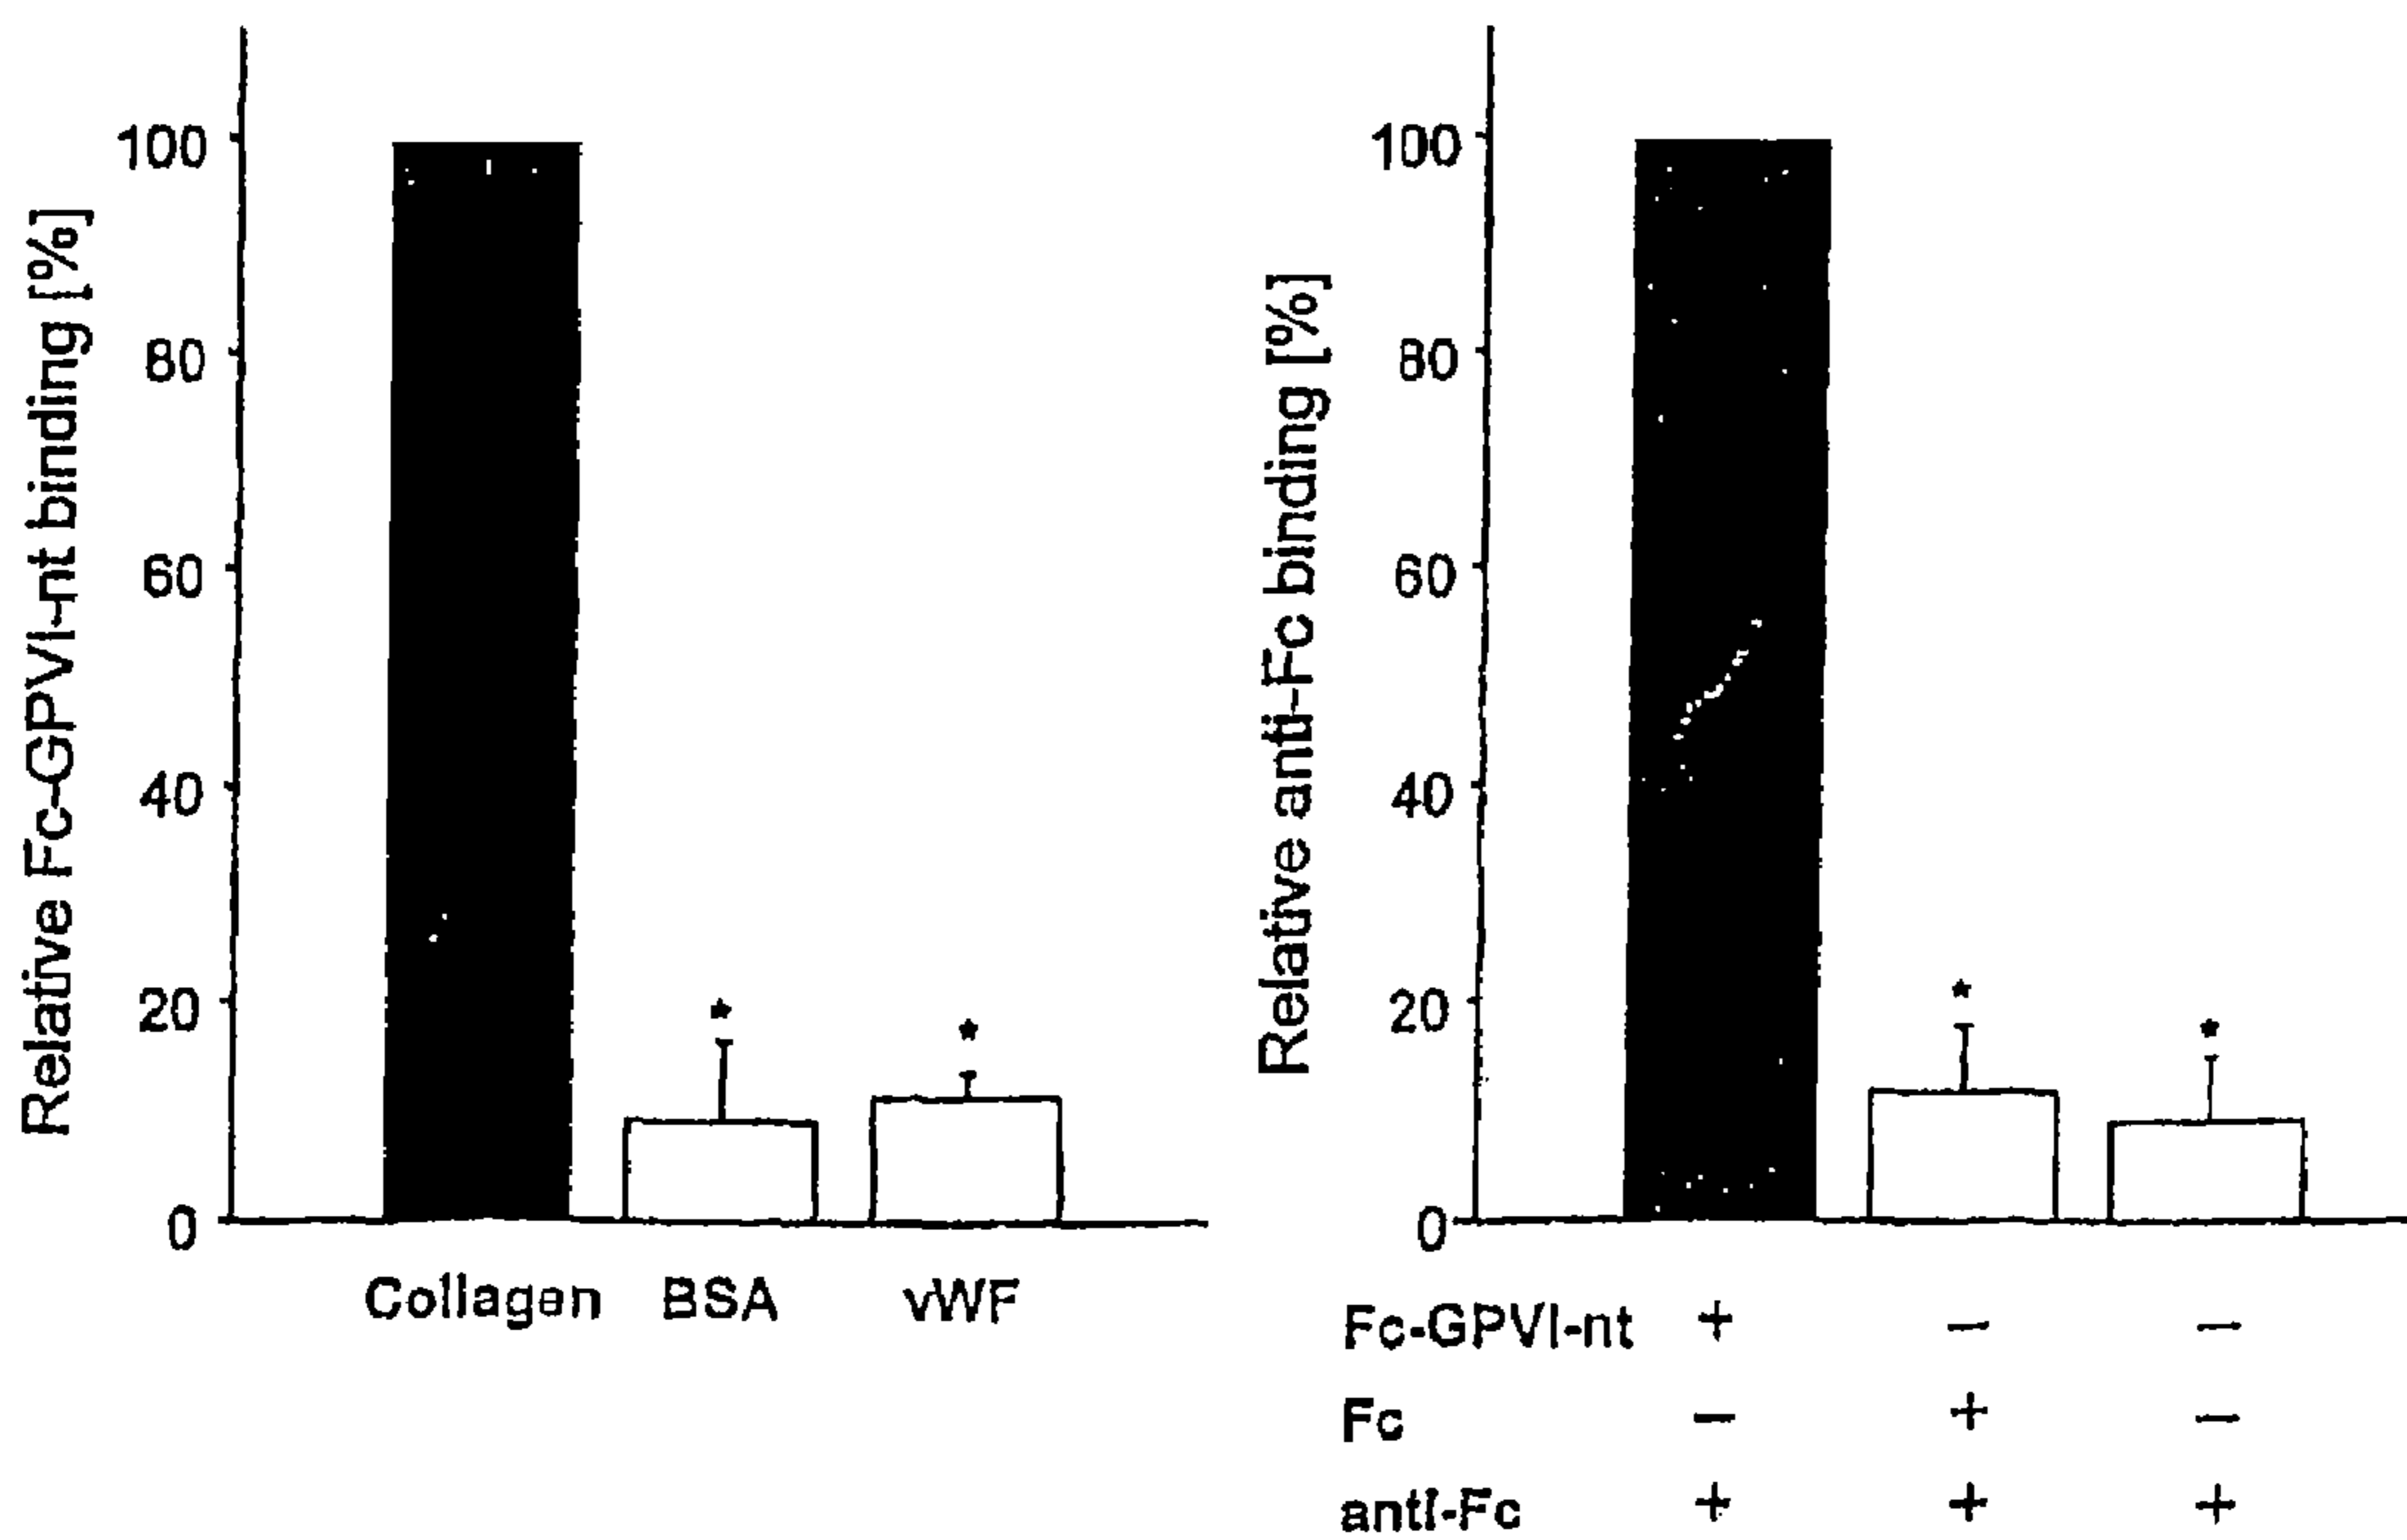 Relative Fc-GPVI-nt binding [%]
100
80
60
40
20
0
*
*
Collagen BSA vWF
Relative anti-Fc binding [%]
100
80
60
40
20
0
*
*
Fc-GPVI-nt + − −
Fc − + −
anti-Fc + + +